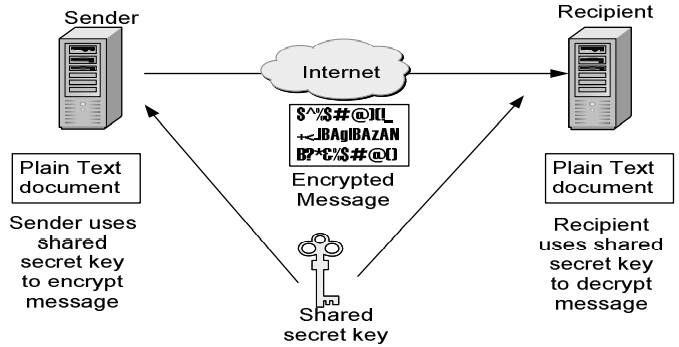 Sender
Recipient
Internet
$^%$#@)(!_
+<JBAgIBAzAN
B?*&%$#@()
Encrypted
Message
Plain Text
document
Plain Text
document
Sender uses
shared
secret key
to encrypt
message
Recipient
uses shared
secret key
to decrypt
message
Shared
secret key